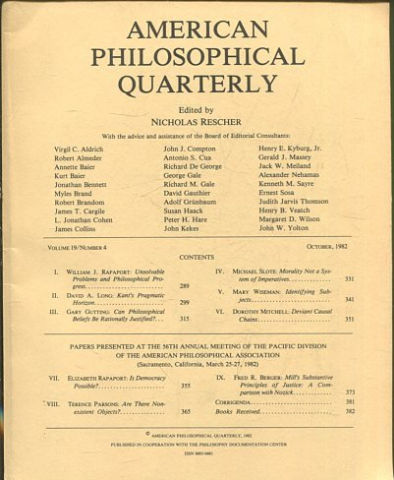 AMERICAN
PHILOSOPHICAL
QUARTERLY
Edited by
NICHOLAS RESCHER
With the advice and assistance of the Board of Editorial Consultants:
Virgil C. Aldrich
Robert Almeder
Annette Baier
Kurt Baier
Jonathan Bennett
Myles Brand
Robert Brandom
James T. Cargile
L. Jonathan Cohen
James Collins
John J. Compton
Antonio S. Cua
Richard De George
George Gale
Richard M. Gale
David Gauthier
Adolf Grünbaum
Susan Haack
Peter H. Hare
John Kekes
Henry E. Kyburg, Jr.
Gerald J. Massey
Jack W. Meiland
Alexander Nehamas
Kenneth M. Sayre
Ernest Sosa
Judith Jarvis Thomson
Henry B. Veatch
Margaret D. Wilson
John W. Yolton
VOLUME 19/NUMBER 4
OCTOBER, 1982
CONTENTS
I. WILLIAM J. RAPAPORT: Unsolvable
Problems and Philosophical Pro-
gress 289
II. DAVID A. LONG: Kant's Pragmatic
Horizon 299
III. GARY GUTTING: Can Philosophical
Beliefs Be Rationally Justified? 315
IV. MICHAEL SLOTE: Morality Not a Sys-
tem of Imperatives 331
V. MARY WISEMAN: Identifying Sub-
jects 341
VI. DOROTHY MITCHELL: Deviant Causal
Chains 351
PAPERS PRESENTED AT THE 56TH ANNUAL MEETING OF THE PACIFIC DIVISION
OF THE AMERICAN PHILOSOPHICAL ASSOCIATION
(Sacramento, California, March 25-27, 1982)
VII. ELIZABETH RAPAPORT: Is Democracy
Possible? 355
VIII. TERENCE PARSONS: Are There Non-
existent Objects? 365
IX. FRED R. BERGER: Mill's Substantive
Principles of Justice: A Com-
parison with Nozick 373
CORRIGENDA 381
Books Received 382
© AMERICAN PHILOSOPHICAL QUARTERLY, 1982
PUBLISHED IN COOPERATION WITH THE PHILOSOPHY DOCUMENTATION CENTER